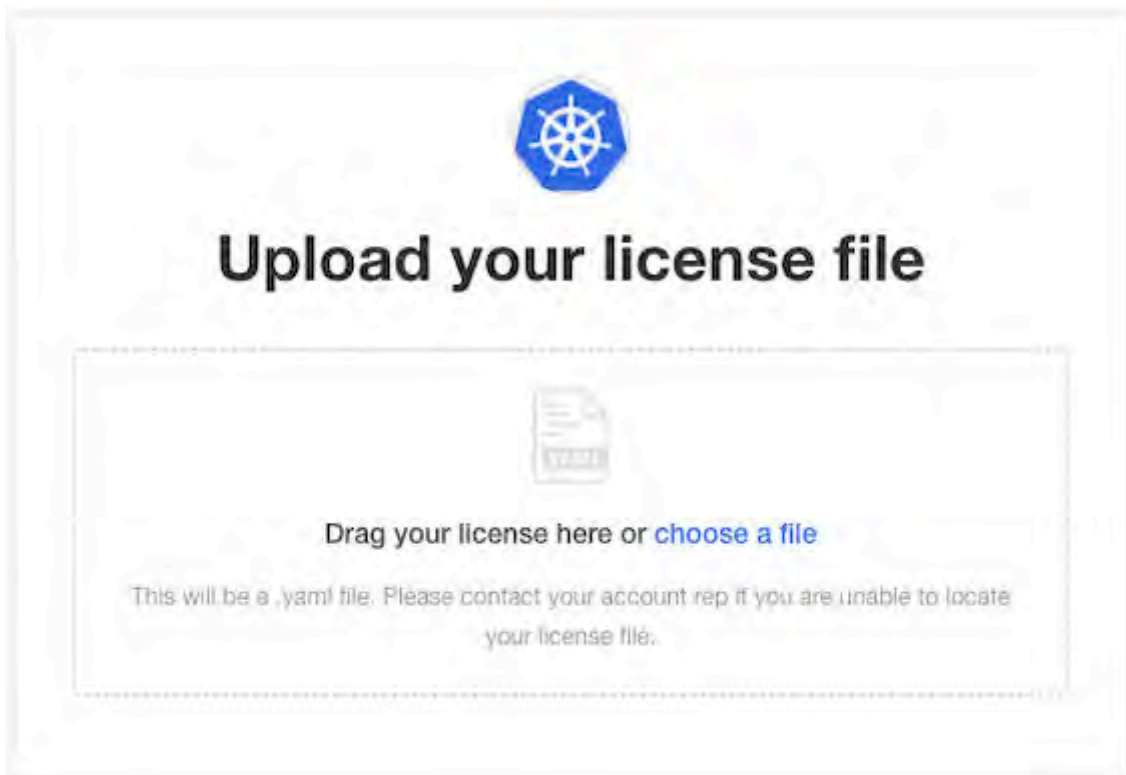 Upload your license file
YAML
Drag your license here or choose a file
This will be a .yaml file. Please contact your account rep if you are unable to locate
your license file.